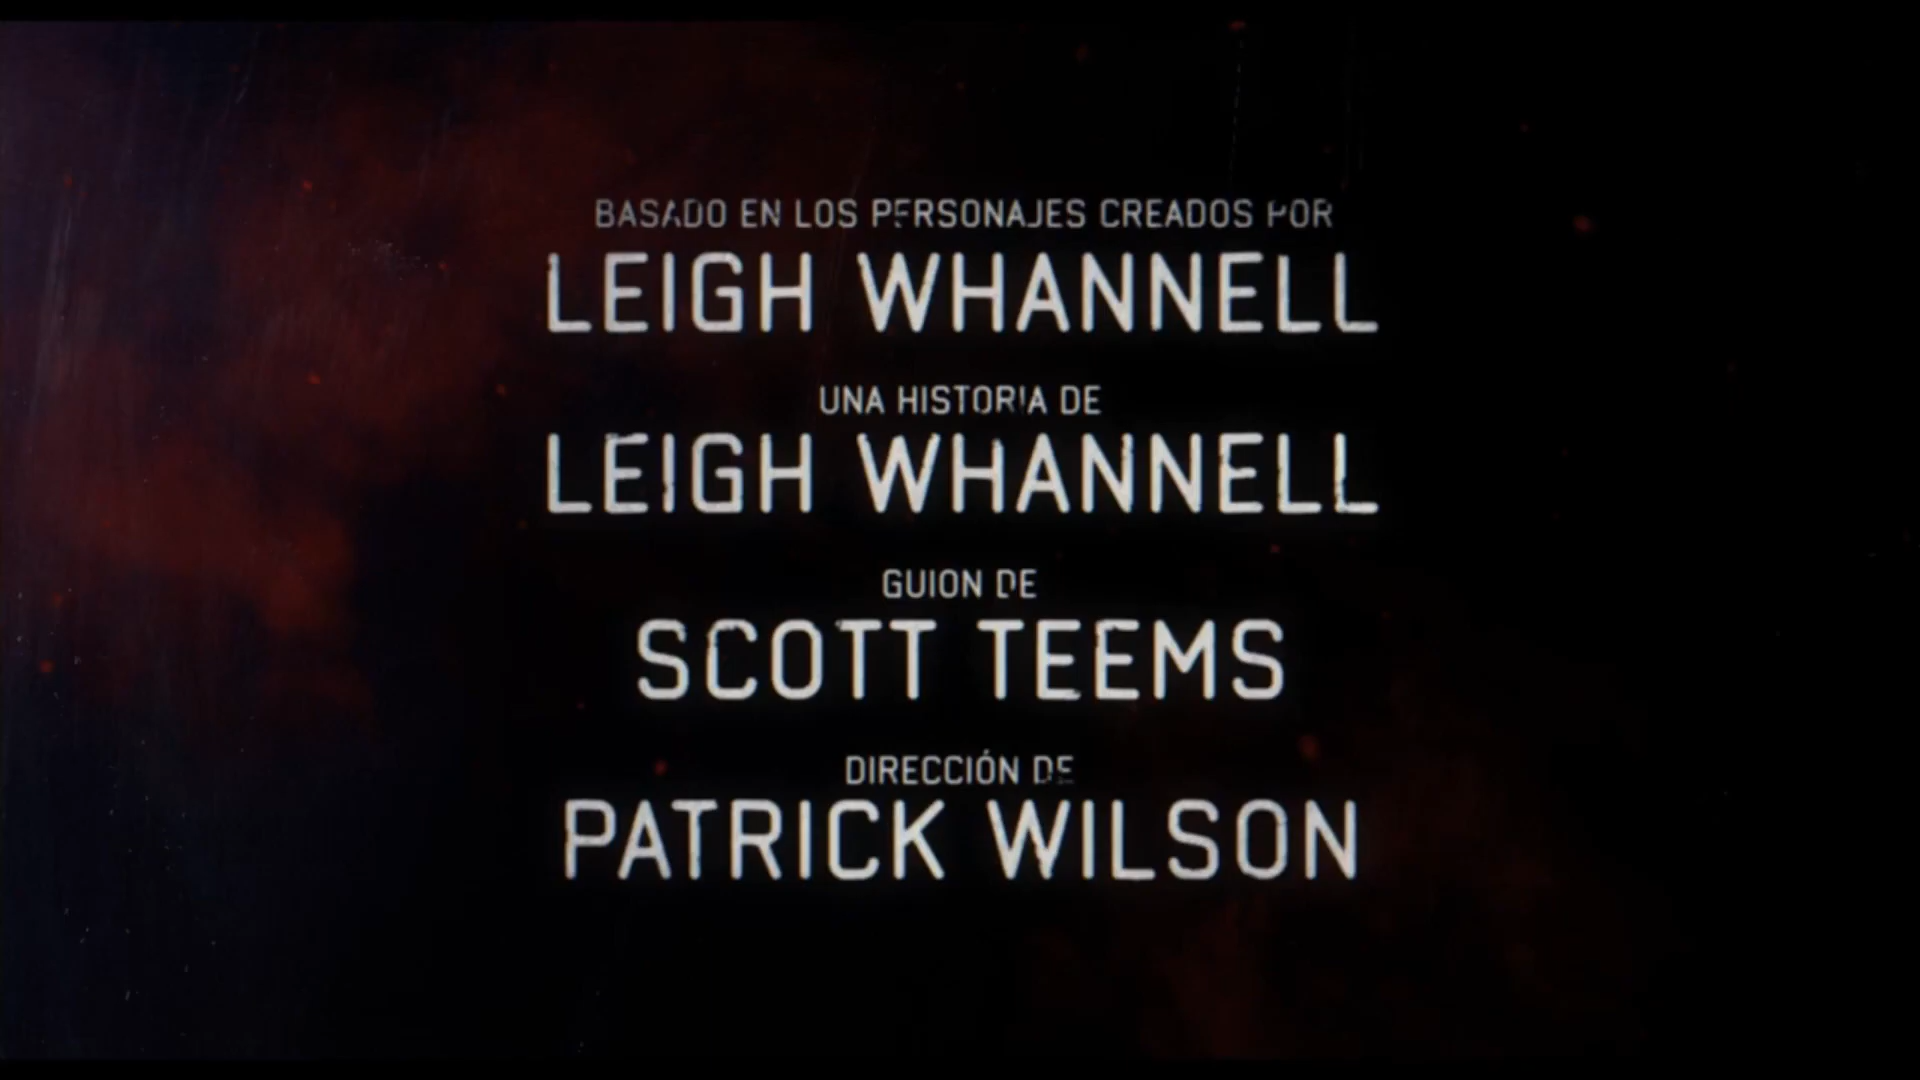 BASADO EN LOS PERSONAJES CREADOS POR
LEIGH WHANNELL
UNA HISTORIA DE
LEIGH WHANNELL
GUION DE
SCOTT TEEMS
DIRECCIÓN DE
PATRICK WILSON